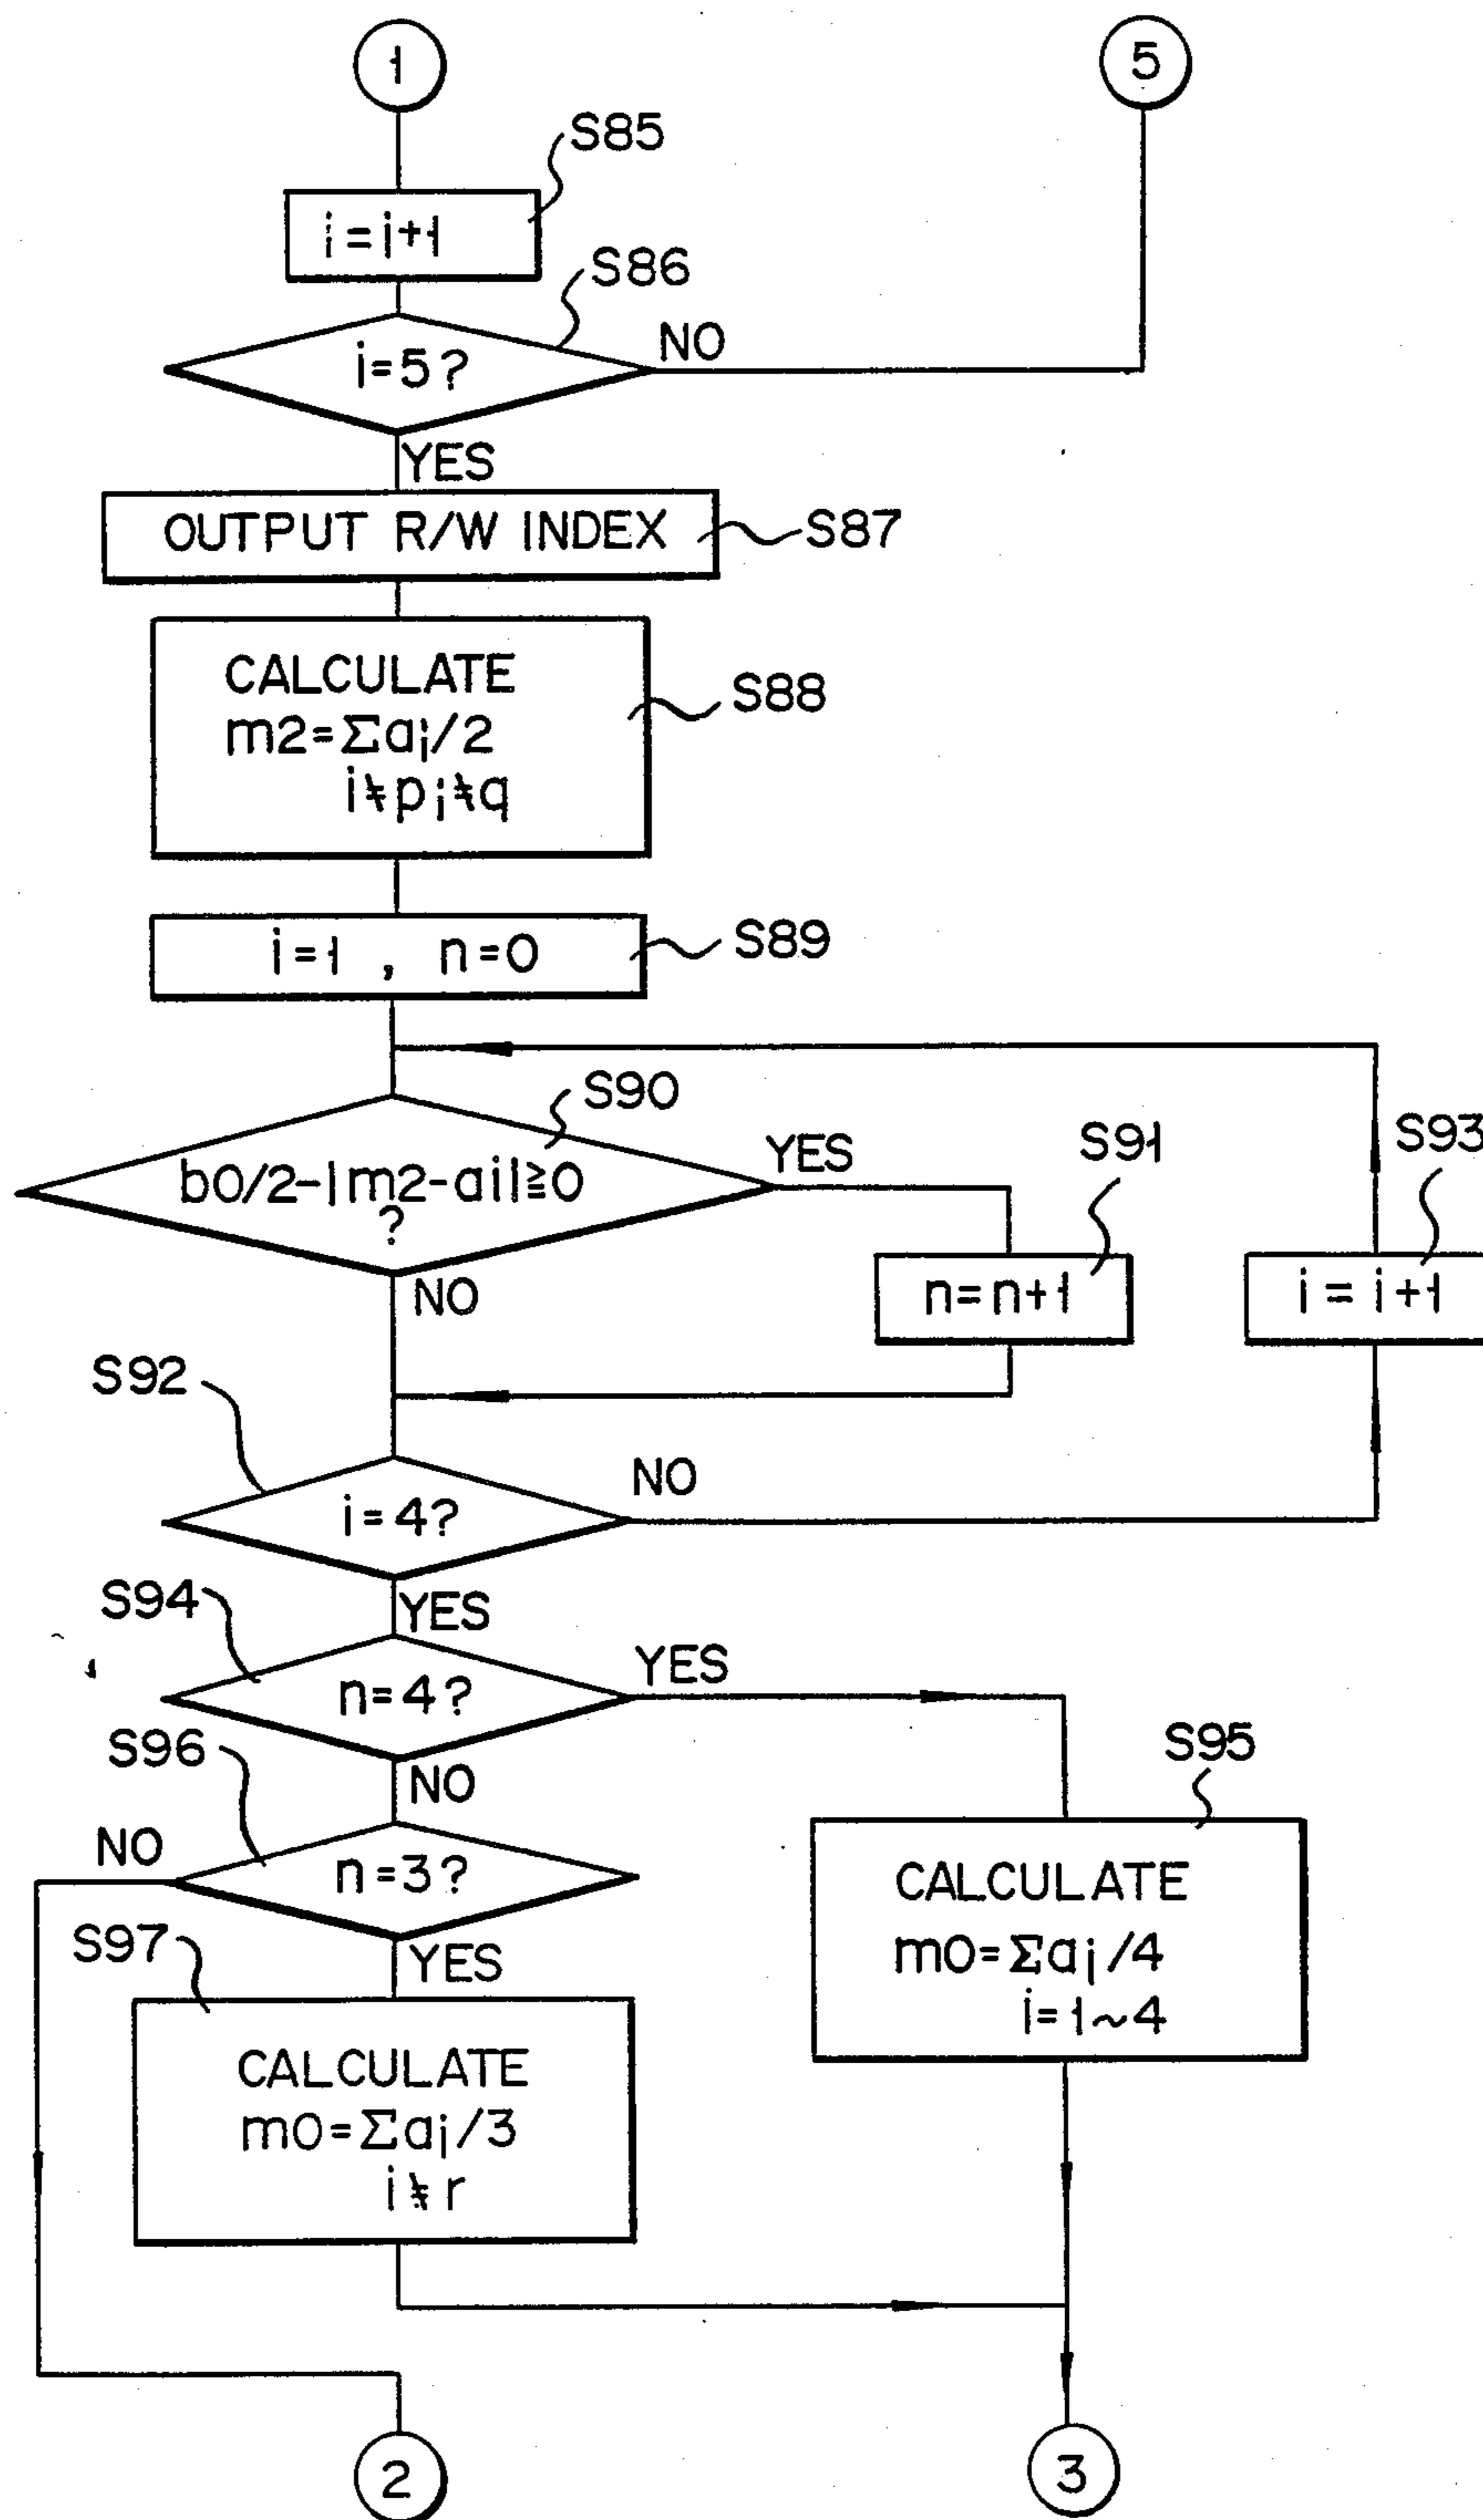 1
5
S85
i=i+1
S86
i=5?
NO
YES
OUTPUT R/W INDEX
S87
CALCULATE
m2=Σai/2
i≠p i≠q
S88
i=1 , n=0
S89
S90
b0/2-|m2-ai|≧0
?
YES
S91
S93
n=n+1
i=i+1
NO
S92
i=4?
NO
YES
S94
n=4?
YES
S96
NO
S95
NO
n=3?
CALCULATE
m0=Σai/4
i=1~4
S97
YES
CALCULATE
m0=Σai/3
i≠r
2
3